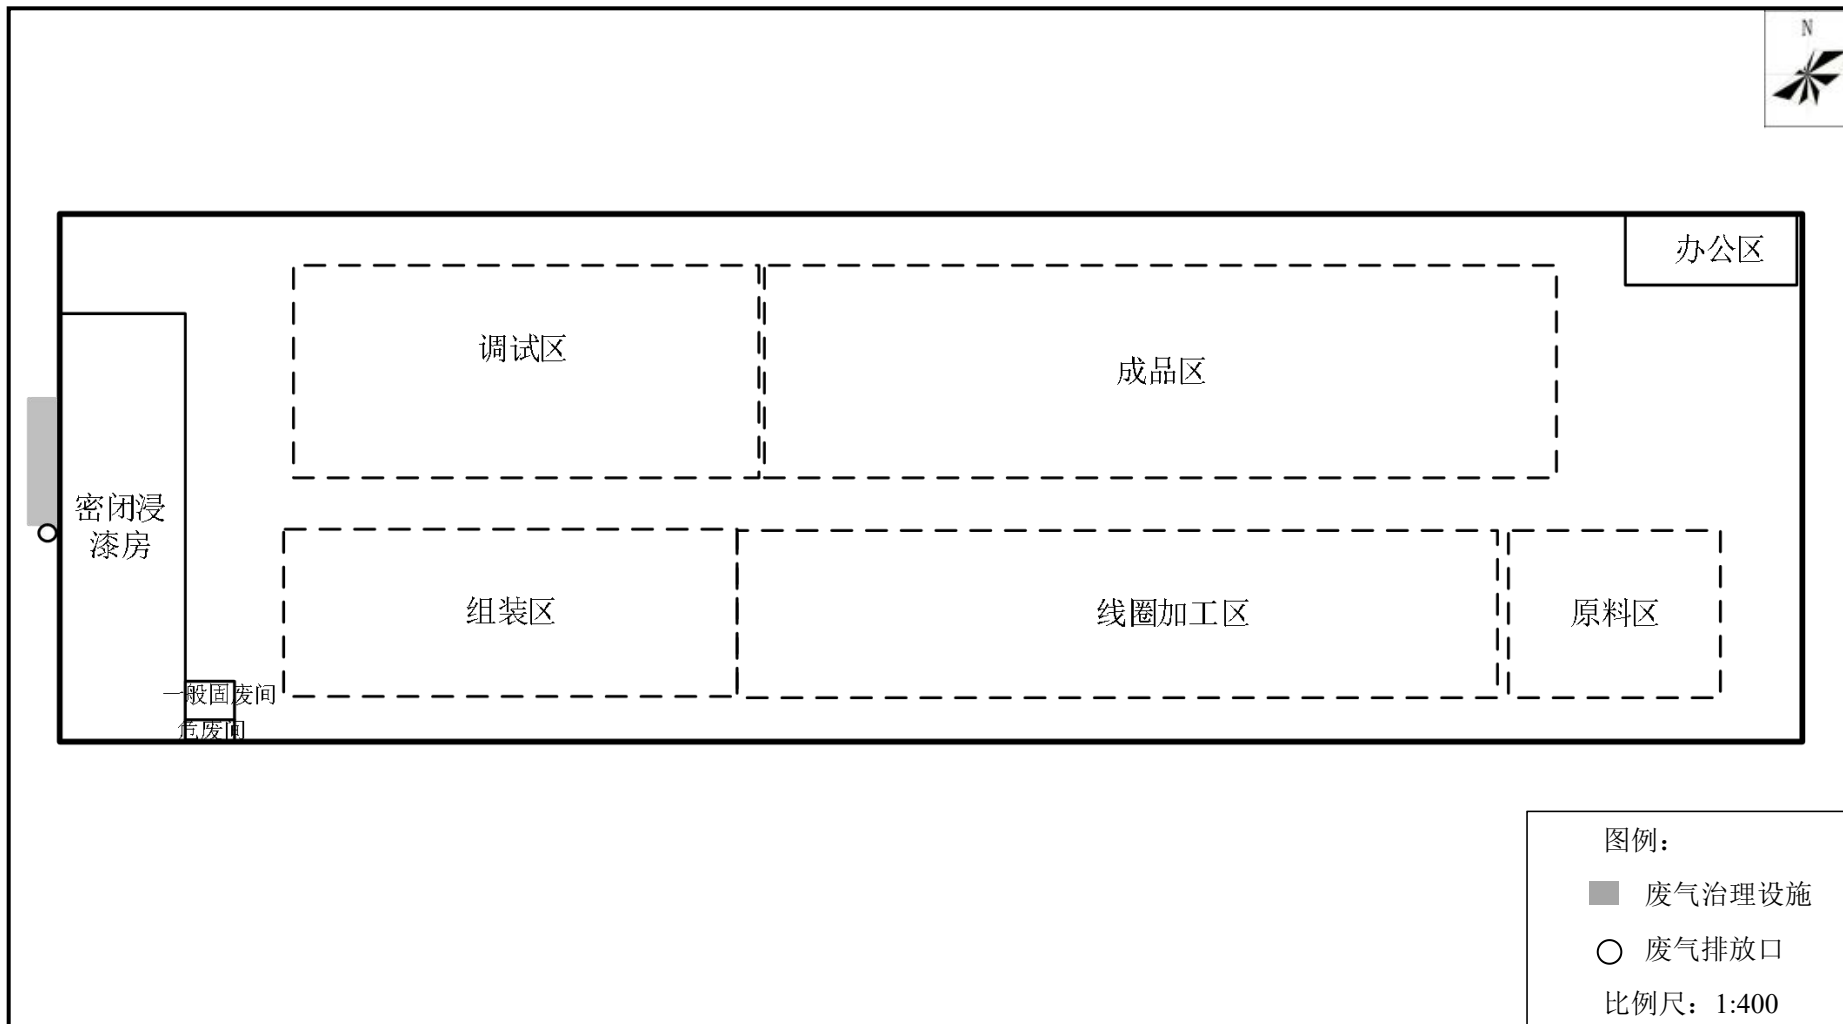 N
办公区
调试区
成品区
密闭浸
漆房
组装区
线圈加工区
原料区
一般固废间
危废间
图例：
废气治理设施
废气排放口
比例尺：1:400